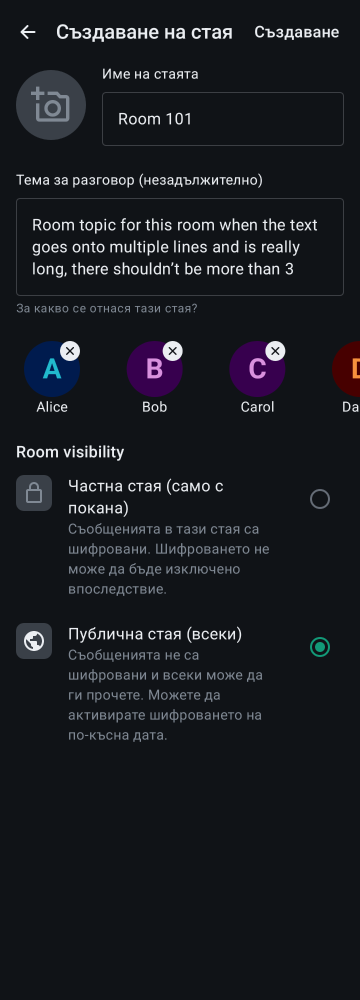 Създаване на стая
Създаване
Име на стаята
Room 101
Тема за разговор (незадължително)
Room topic for this room when the text
goes onto multiple lines and is really
long, there shouldn’t be more than 3
За какво се отнася тази стая?
A
B
C
D
Alice
Bob
Carol
Da
Room visibility
Частна стая (само с
покана)
Съобщенията в тази стая са
шифровани. Шифроването не
може да бъде изключено
впоследствие.
Публична стая (всеки)
Съобщенията не са
шифровани и всеки може да
ги прочете. Можете да
активирате шифроването на
по-късна дата.